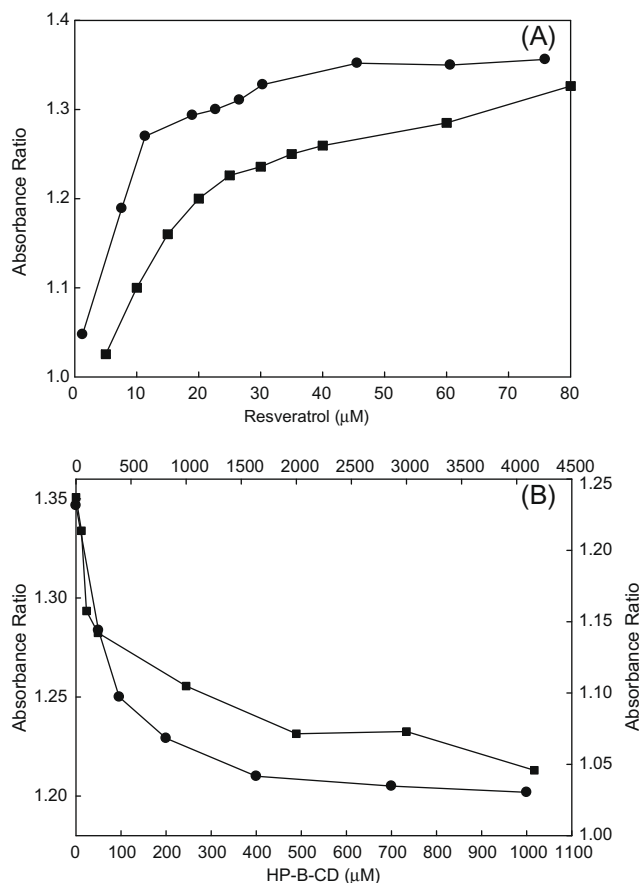 (A)
1.4
1.3
1.2
1.1
1.0
Absorbance Ratio
0 10 20 30 40 50 60 70 80
Resveratrol (μM)
0 500 1000 1500 2000 2500 3000 3500 4000 4500
(B)
1.35
1.30
1.25
1.20
Absorbance Ratio
1.25
1.20
1.15
1.10
1.05
1.00
Absorbance Ratio
0 100 200 300 400 500 600 700 800 900 1000 1100
HP-B-CD (μM)